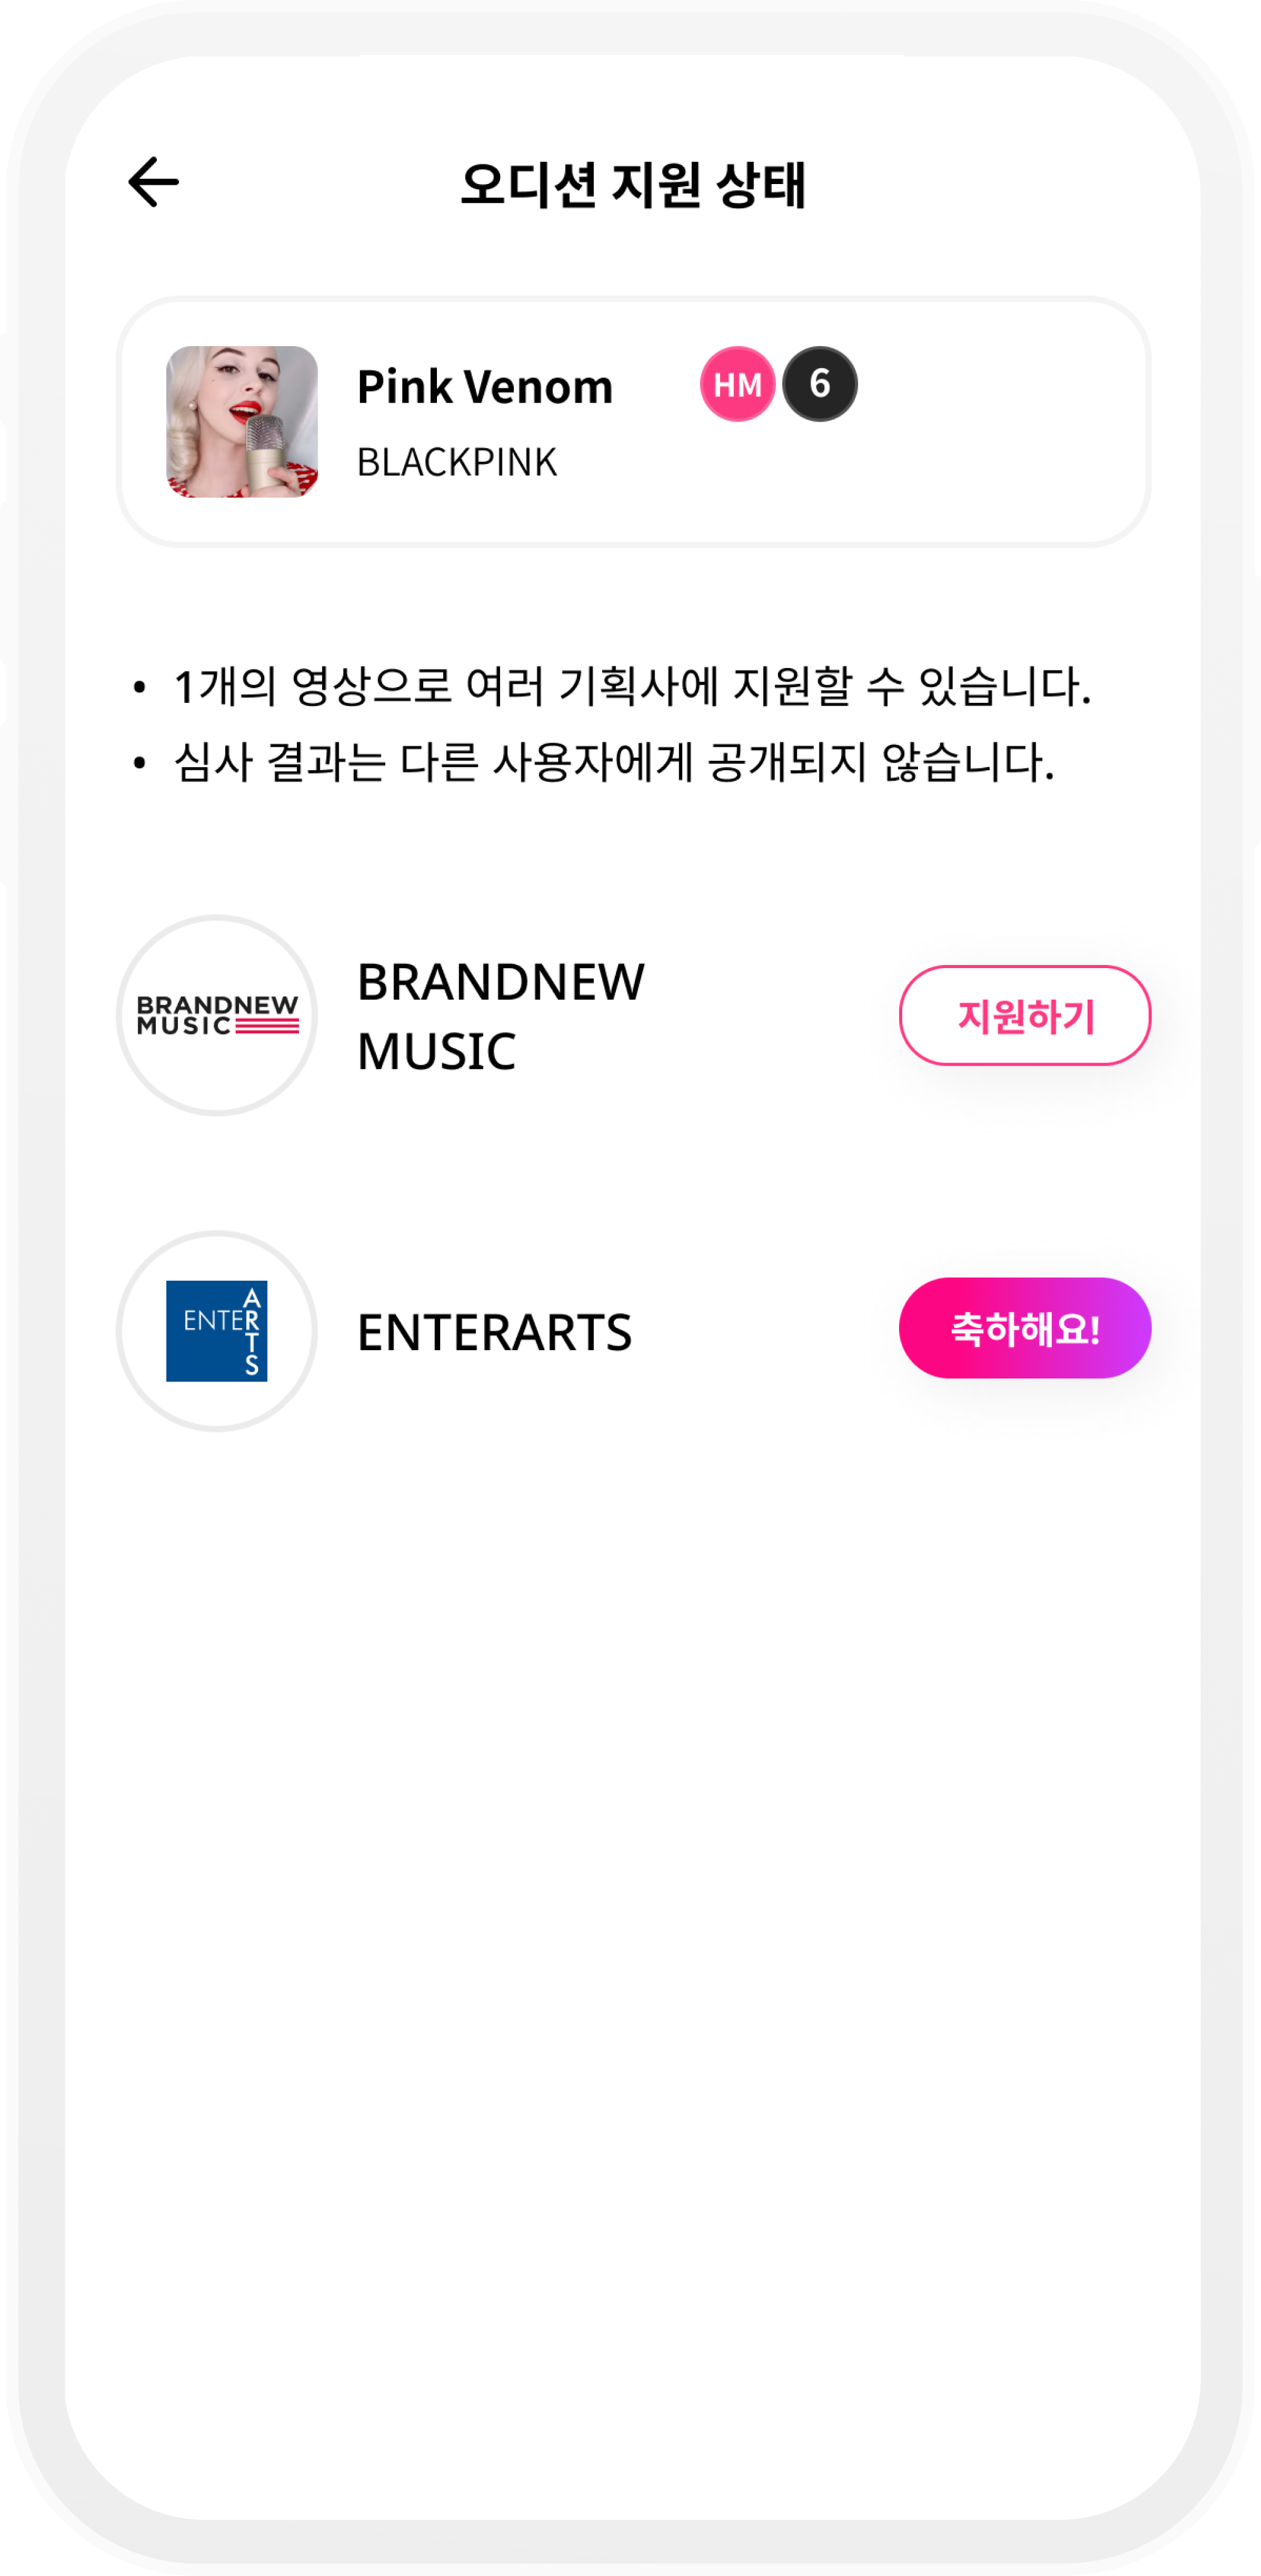 오디션 지원 상태
Pink Venom
HM 6
BLACKPINK
• 1개의 영상으로 여러 기획사에 지원할 수 있습니다.
• 심사 결과는 다른 사용자에게 공개되지 않습니다.
BRANDNEW
MUSIC
BRANDNEW
MUSIC
지원하기
ENTERARTS
ENTERARTS
축하해요!